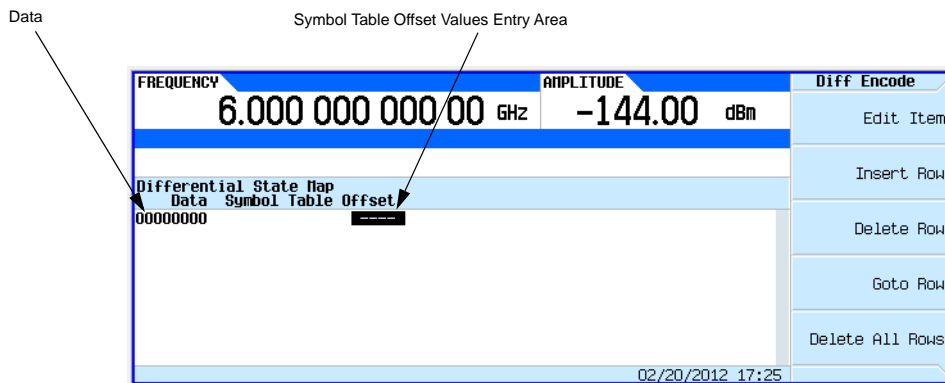 Data
Symbol Table Offset Values Entry Area
FREQUENCY
6.000 000 000 00 GHz
AMPLITUDE
-144.00 dBm
Differential State Map
Data Symbol Table Offset
00000000 ----
02/20/2012 17:25
Diff Encode
Edit Item
Insert Row
Delete Row
Goto Row
Delete All Rows